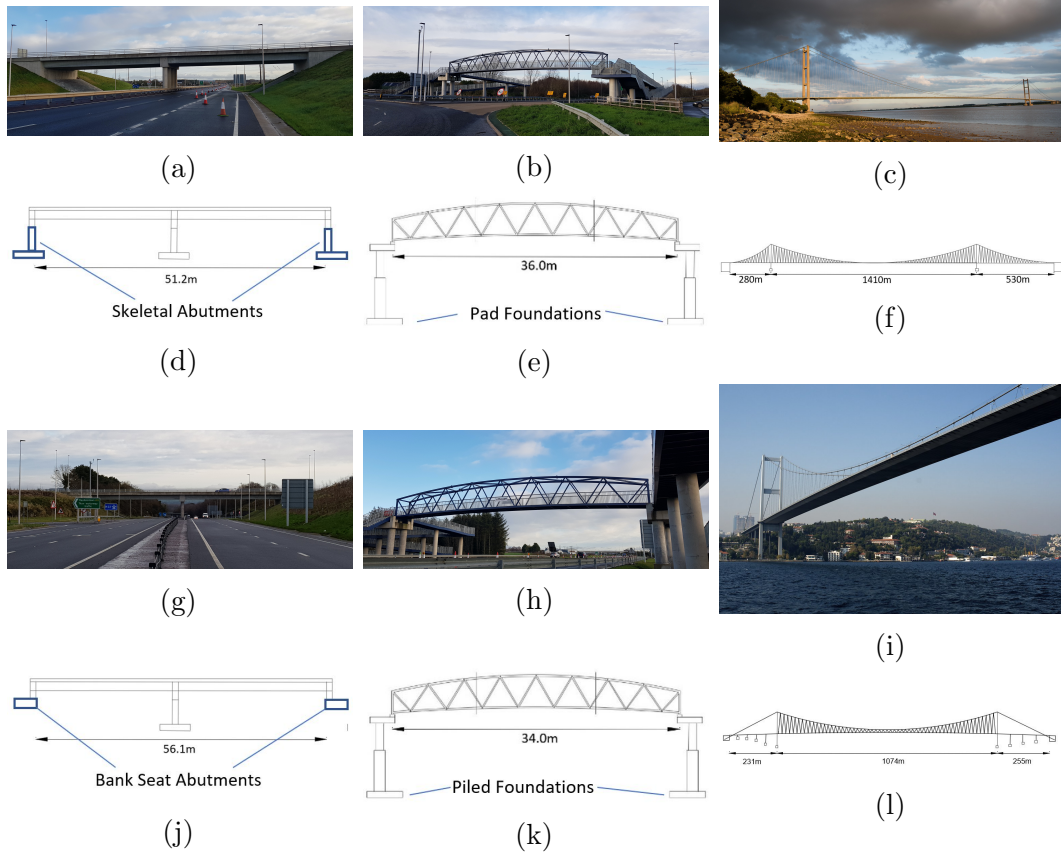 (a)
(b)
(c)
51.2m
Skeletal Abutments
(d)
36.0m
Pad Foundations
(e)
280m
1410m
530m
(f)
(g)
(h)
(i)
56.1m
Bank Seat Abutments
(j)
34.0m
Piled Foundations
(k)
231m
1074m
255m
(l)